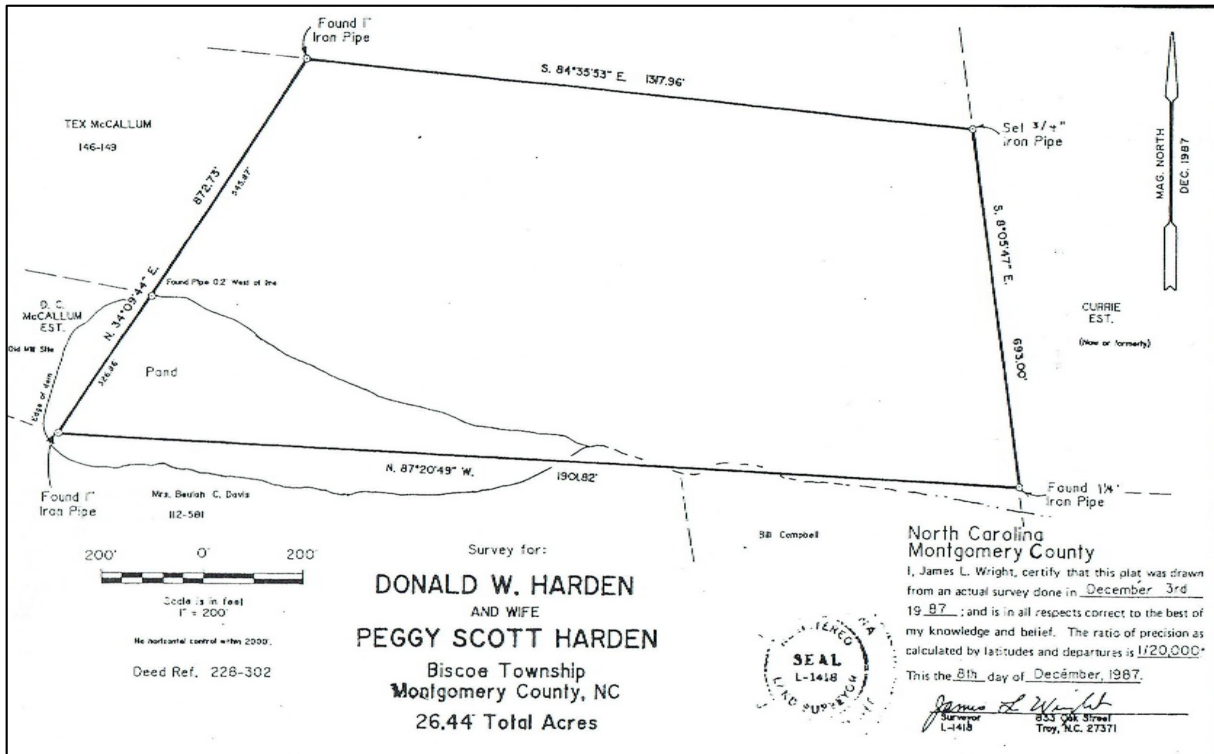 Found 1"
Iron Pipe
S. 84°35'53" E. 1317.96'
TEX McCALLUM
146-149
872.73'
545.87'
Set 3/4"
Iron Pipe
MAG. NORTH
DEC. 1987
S. 8°05'47" E.
693.00'
N. 34°09'44" E.
Found Pipe 0.2' West of line
D. C.
McCALLUM
EST.
Old Mill Site
326.86
Pond
Edge of dam
CURRIE
EST.
(Now or formerly)
N. 87°20'49" W. 1901.82'
Found 1"
Iron Pipe
Mrs. Beulah C. Davis
112-581
Found 1/4"
Iron Pipe
Bill Campbell
200' 0' 200'
Scale is in feet
1" = 200'
No horizontal control within 2000'.
Deed Ref. 228-302
Survey for:
DONALD W. HARDEN
AND WIFE
PEGGY SCOTT HARDEN
Biscoe Township
Montgomery County, NC
26.44 Total Acres
SEAL
L-1418
LAND SURVEYOR
North Carolina
Montgomery County
I, James L. Wright, certify that this plat was drawn
from an actual survey done in December 3rd
19 87 ; and is in all respects correct to the best of
my knowledge and belief. The ratio of precision as
calculated by latitudes and departures is 1/20,000+
This the 8th day of December, 1987.
James L Wright
Surveyor 833 Oak Street
L-1418 Troy, N.C. 27371